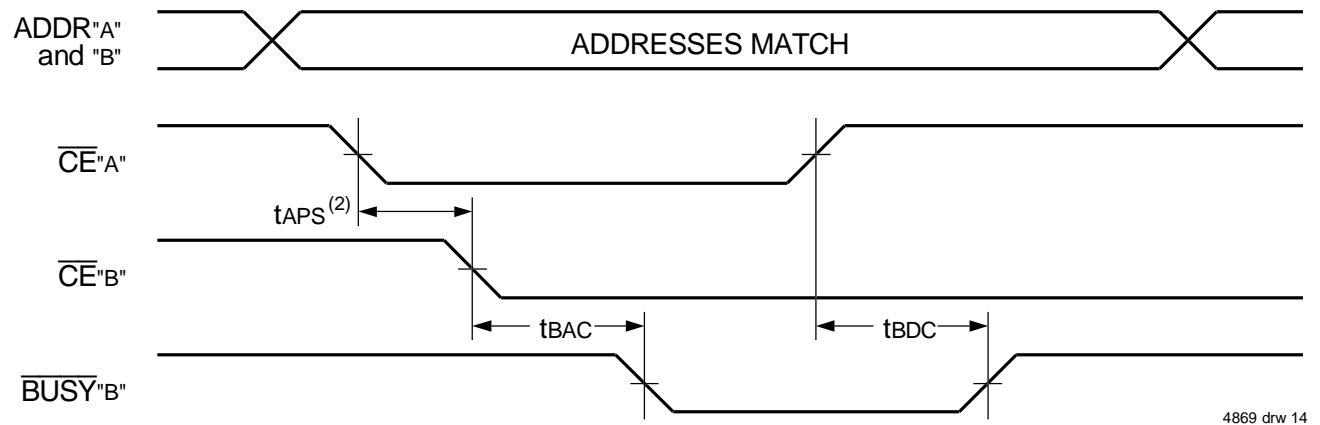 ADDR"A"
and "B"
ADDRESSES MATCH
CE"A"
tAPS(2)
CE"B"
tBAC
tBDC
BUSY"B"
4869 drw 14